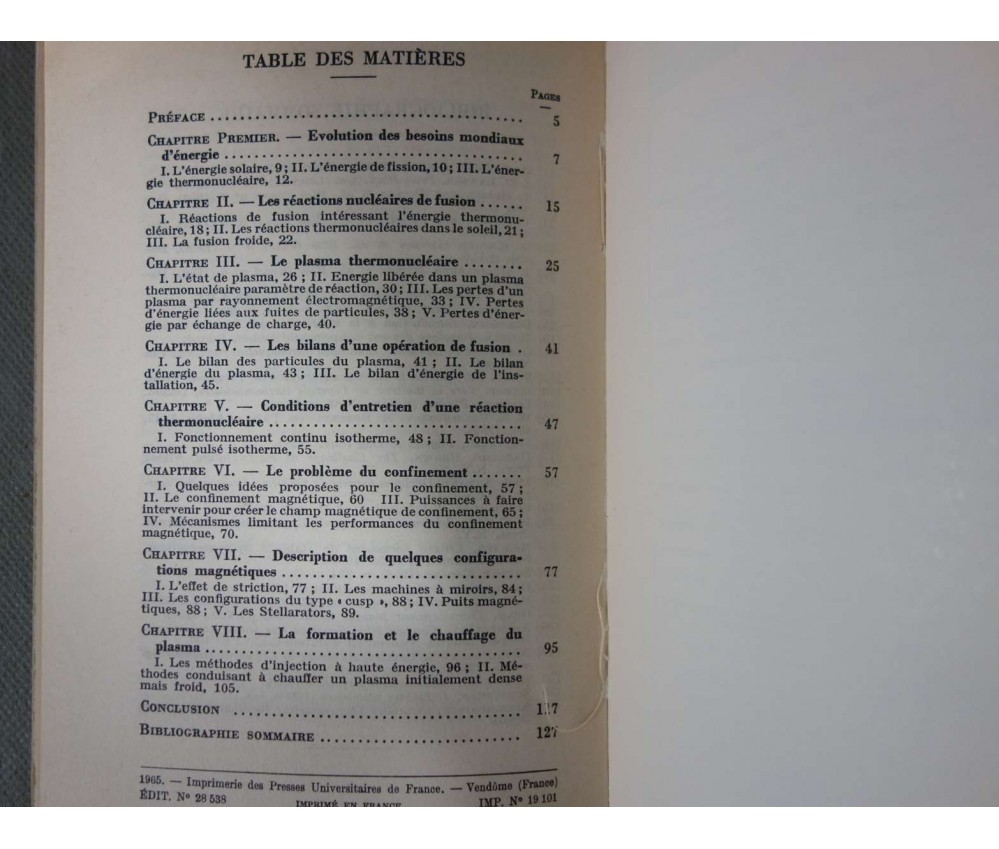 TABLE DES MATIÈRES
PAGES
PRÉFACE ........................................ 5
CHAPITRE PREMIER. — Evolution des besoins mondiaux
d'énergie ...................................... 7
I. L'énergie solaire, 9 ; II. L'énergie de fission, 10 ; III. L'éner-
gie thermonucléaire, 12.
CHAPITRE II. — Les réactions nucléaires de fusion ...... 15
I. Réactions de fusion intéressant l'énergie thermonu-
cléaire, 18 ; II. Les réactions thermonucléaires dans le soleil, 21 ;
III. La fusion froide, 22.
CHAPITRE III. — Le plasma thermonucléaire ........ 25
I. L'état de plasma, 26 ; II. Energie libérée dans un plasma
thermonucléaire paramètre de réaction, 30 ; III. Les pertes d'un
plasma par rayonnement électromagnétique, 33 ; IV. Pertes
d'énergie liées aux fuites de particules, 38 ; V. Pertes d'éner-
gie par échange de charge, 40.
CHAPITRE IV. — Les bilans d'une opération de fusion . 41
I. Le bilan des particules du plasma, 41 ; II. Le bilan
d'énergie du plasma, 43 ; III. Le bilan d'énergie de l'ins-
tallation, 45.
CHAPITRE V. — Conditions d'entretien d'une réaction
thermonucléaire ................................. 47
I. Fonctionnement continu isotherme, 48 ; II. Fonction-
nement pulsé isotherme, 55.
CHAPITRE VI. — Le problème du confinement ....... 57
I. Quelques idées proposées pour le confinement, 57 ;
II. Le confinement magnétique, 60 III. Puissances à faire
intervenir pour créer le champ magnétique de confinement, 65 ;
IV. Mécanismes limitant les performances du confinement
magnétique, 70.
CHAPITRE VII. — Description de quelques configura-
tions magnétiques ............................... 77
I. L'effet de striction, 77 ; II. Les machines à miroirs, 84 ;
III. Les configurations du type « cusp », 88 ; IV. Puits magné-
tiques, 88 ; V. Les Stellarators, 89.
CHAPITRE VIII. — La formation et le chauffage du
plasma ......................................... 95
I. Les méthodes d'injection à haute énergie, 96 ; II. Mé-
thodes conduisant à chauffer un plasma initialement dense
mais froid, 105.
CONCLUSION .....................................
BIBLIOGRAPHIE SOMMAIRE .......................... 127
1965. — Imprimerie des Presses Universitaires de France. — Vendôme (France)
ÉDIT. N° 28 538 IMPRIMÉ EN FRANCE IMP. N° 19 101